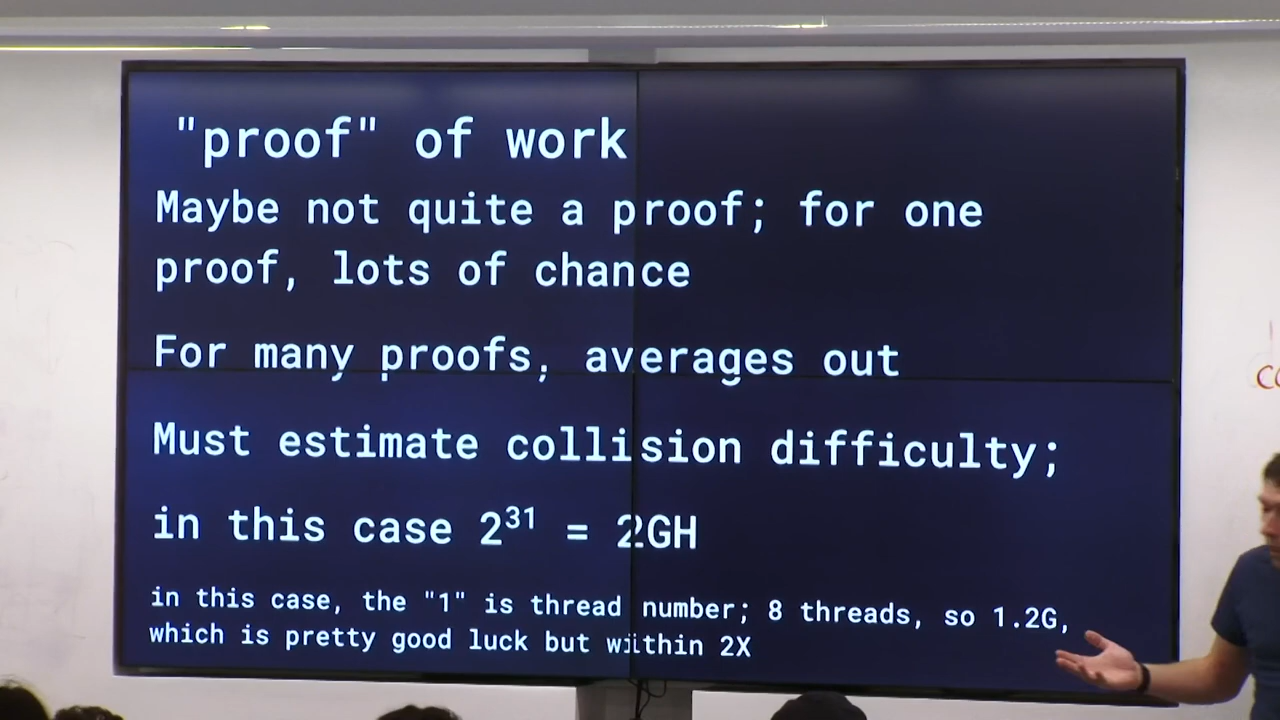 "proof" of work
Maybe not quite a proof; for one
proof, lots of chance
For many proofs, averages out
Must estimate collision difficulty;
in this case 2³¹ = 2GH
in this case, the "1" is thread number; 8 threads, so 1.2G,
which is pretty good luck but within 2X